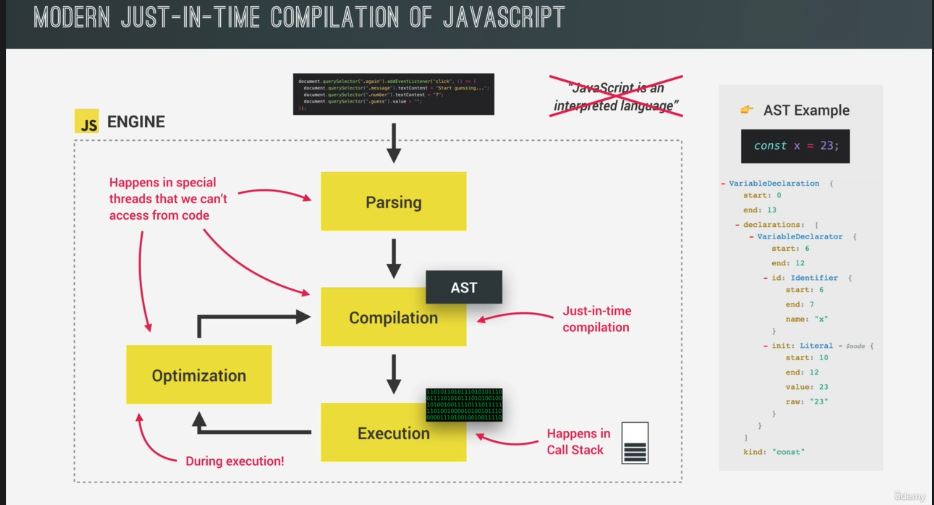 MODERN JUST-IN-TIME COMPILATION OF JAVASCRIPT
document.querySelector(".again").addEventListener("click", () => {
document.querySelector(".message").textContent = "Start guessing...";
document.querySelector(".number").textContent = "?";
document.querySelector(".guess").value = "";
});
"JavaScript is an
interpreted language"
JS ENGINE
Happens in special
threads that we can't
access from code
Parsing
AST
Compilation
Just-in-time
compilation
Optimization
Execution
Happens in
Call Stack
During execution!
👉 AST Example
const x = 23;
- VariableDeclaration {
start: 0
end: 13
- declarations: [
- VariableDeclarator {
start: 6
end: 12
- id: Identifier {
start: 6
end: 7
name: "x"
}
- init: Literal - $node {
start: 10
end: 12
value: 23
raw: "23"
}
}
]
kind: "const"
ûdemy